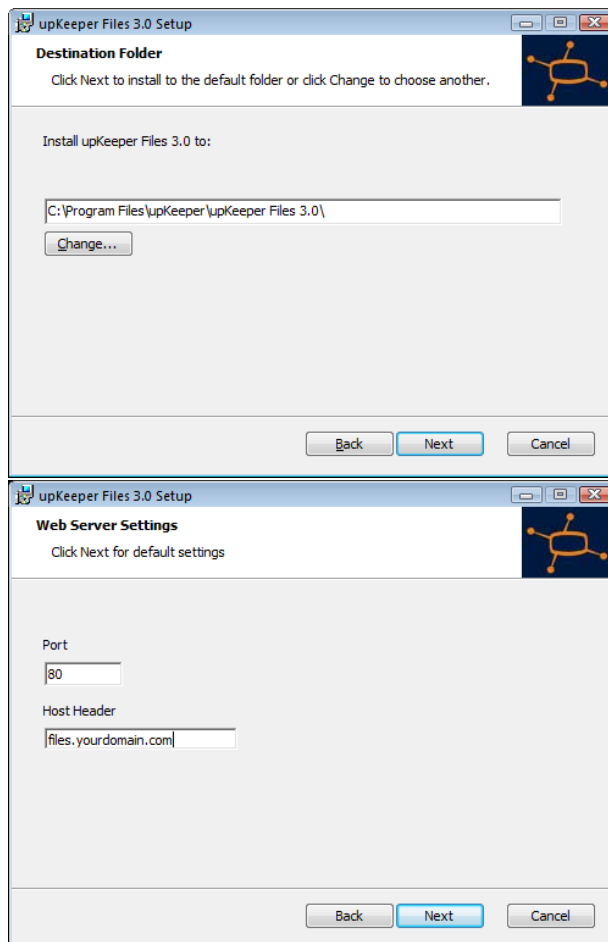 upKeeper Files 3.0 Setup
Destination Folder
Click Next to install to the default folder or click Change to choose another.
Install upKeeper Files 3.0 to:
C:\Program Files\upKeeper\upKeeper Files 3.0\
Change...
Back Next Cancel
upKeeper Files 3.0 Setup
Web Server Settings
Click Next for default settings
Port
80
Host Header
files.yourdomain.com
Back Next Cancel